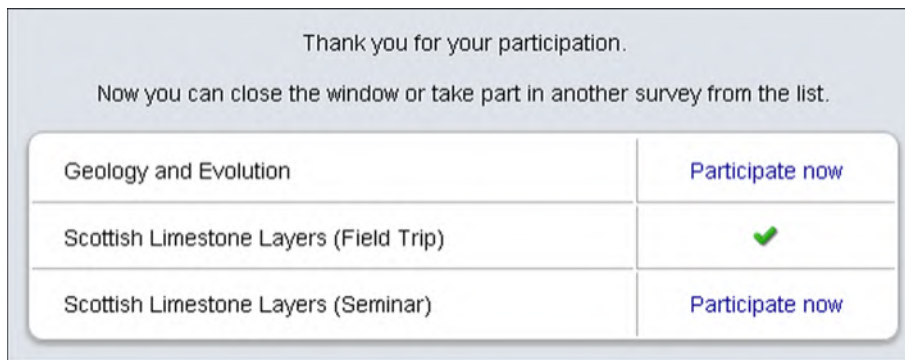 Thank you for your participation.
Now you can close the window or take part in another survey from the list.
Geology and Evolution Participate now
Scottish Limestone Layers (Field Trip)
Scottish Limestone Layers (Seminar) Participate now